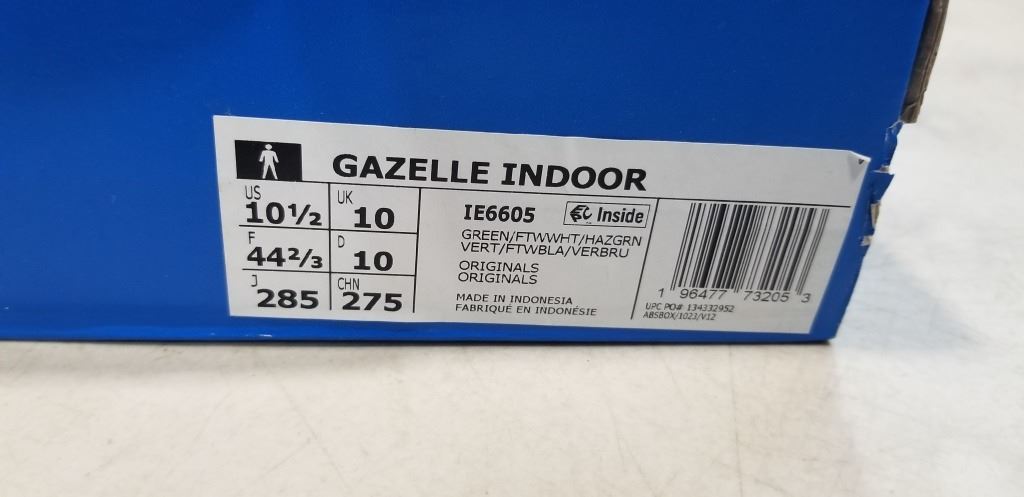 GAZELLE INDOOR
US 10½ UK 10
F 44⅔ D 10
J 285 CHN 275
IE6605 Inside
GREEN/FTWWHT/HAZGRN
VERT/FTWBLA/VERBRU
ORIGINALS
ORIGINALS
MADE IN INDONESIA
FABRIQUÉ EN INDONÉSIE
1 96477 73205 3
UPC PO# 134332952
ABSBOX/1023/V12